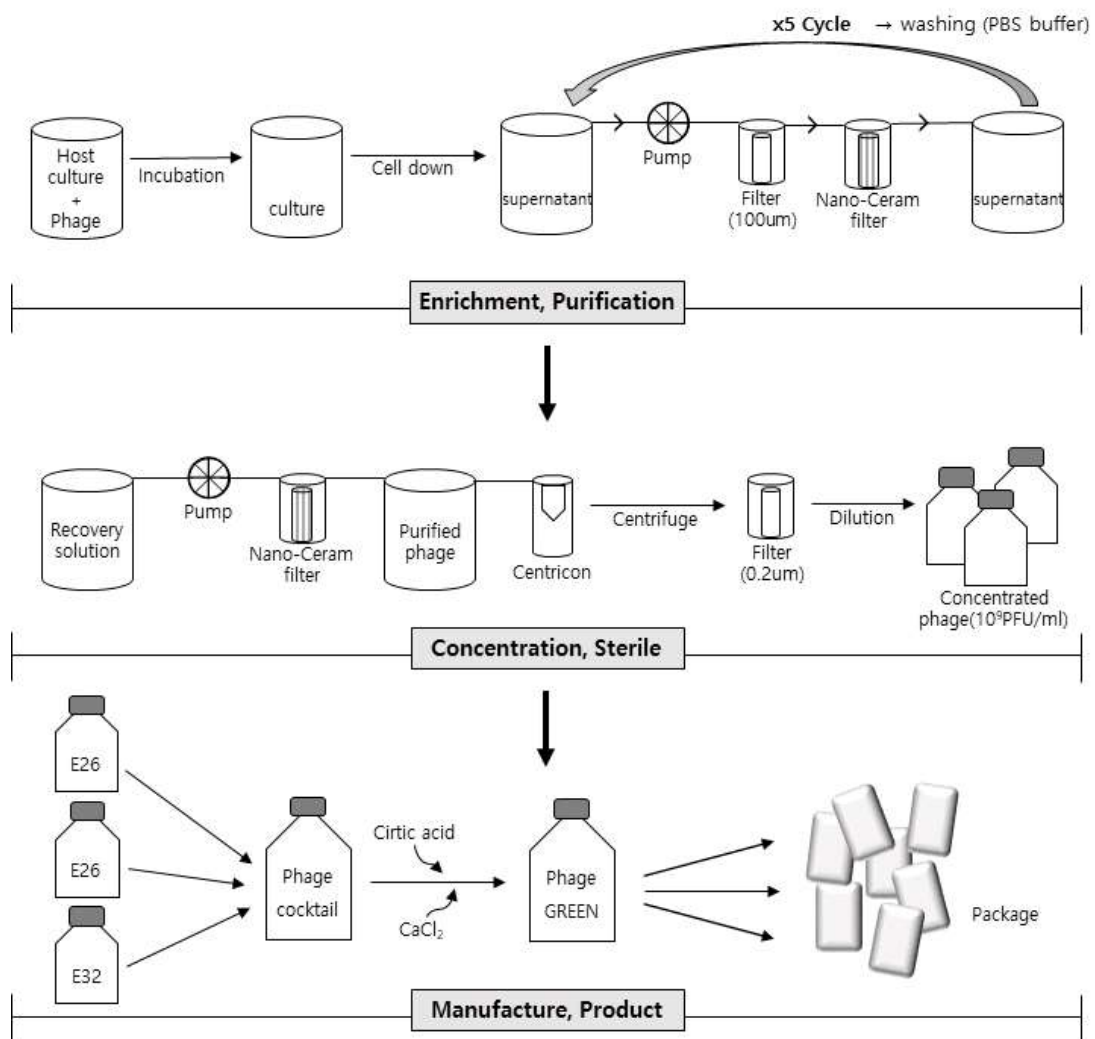 x5 Cycle → washing (PBS buffer)
Host
culture
+
Phage
Incubation
culture
Cell down
supernatant
Pump
Filter
(100um)
Nano-Ceram
filter
supernatant
Enrichment, Purification
Recovery
solution
Pump
Nano-Ceram
filter
Purified
phage
Centricon
Centrifuge
Filter
(0.2um)
Dilution
Concentrated
phage(10⁹PFU/ml)
Concentration, Sterile
E26
E26
E32
Phage
cocktail
Cirtic acid
CaCl₂
Phage
GREEN
Package
Manufacture, Product